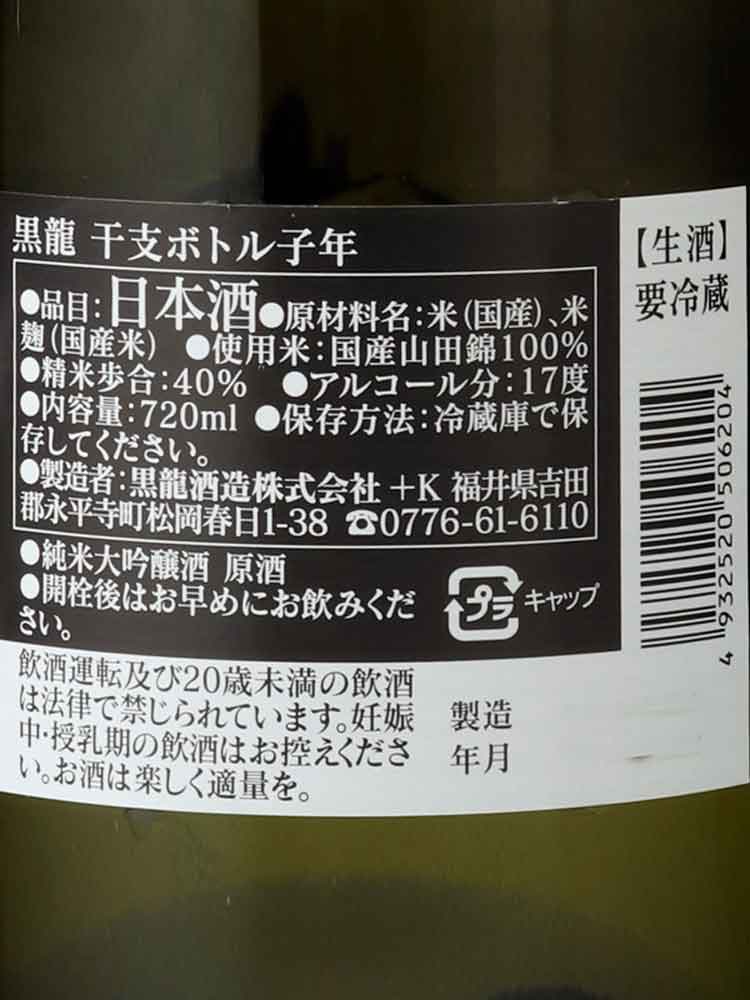 黒龍 干支ボトル子年
●品目:日本酒●原材料名:米(国産)、米
麹(国産米) ●使用米:国産山田錦100%
●精米歩合:40% ●アルコール分:17度
●内容量:720ml ●保存方法:冷蔵庫で保
存してください。
●製造者:黒龍酒造株式会社 +K 福井県吉田
郡永平寺町松岡春日1-38 ☎0776-61-6110
●純米大吟醸酒 原酒
●開栓後はお早めにお飲みくだ
さい。
プラ キャップ
飲酒運転及び20歳未満の飲酒
は法律で禁じられています。妊娠
中・授乳期の飲酒はお控えくださ
い。お酒は楽しく適量を。
製造
年月
【生酒】
要冷蔵
4 932520 506204